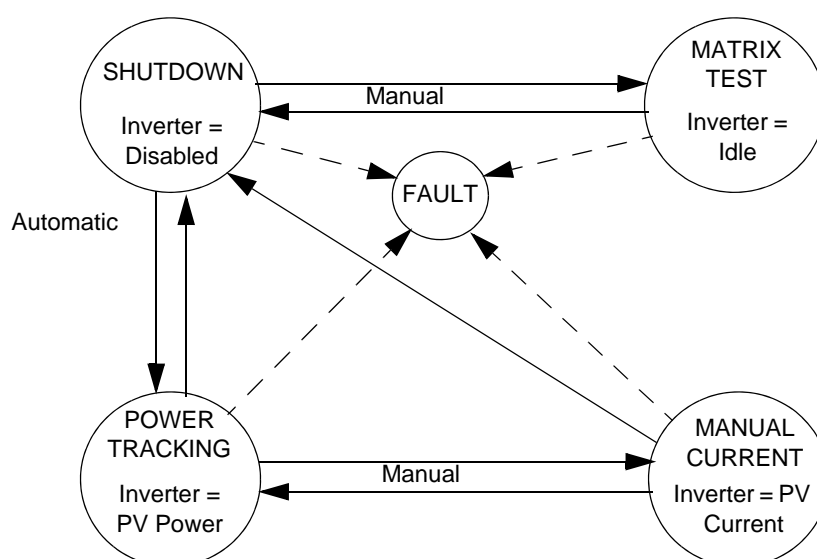 SHUTDOWN
Inverter =
Disabled
Manual
MATRIX
TEST
Inverter =
Idle
FAULT
Automatic
POWER
TRACKING
Inverter =
PV Power
Manual
MANUAL
CURRENT
Inverter = PV
Current